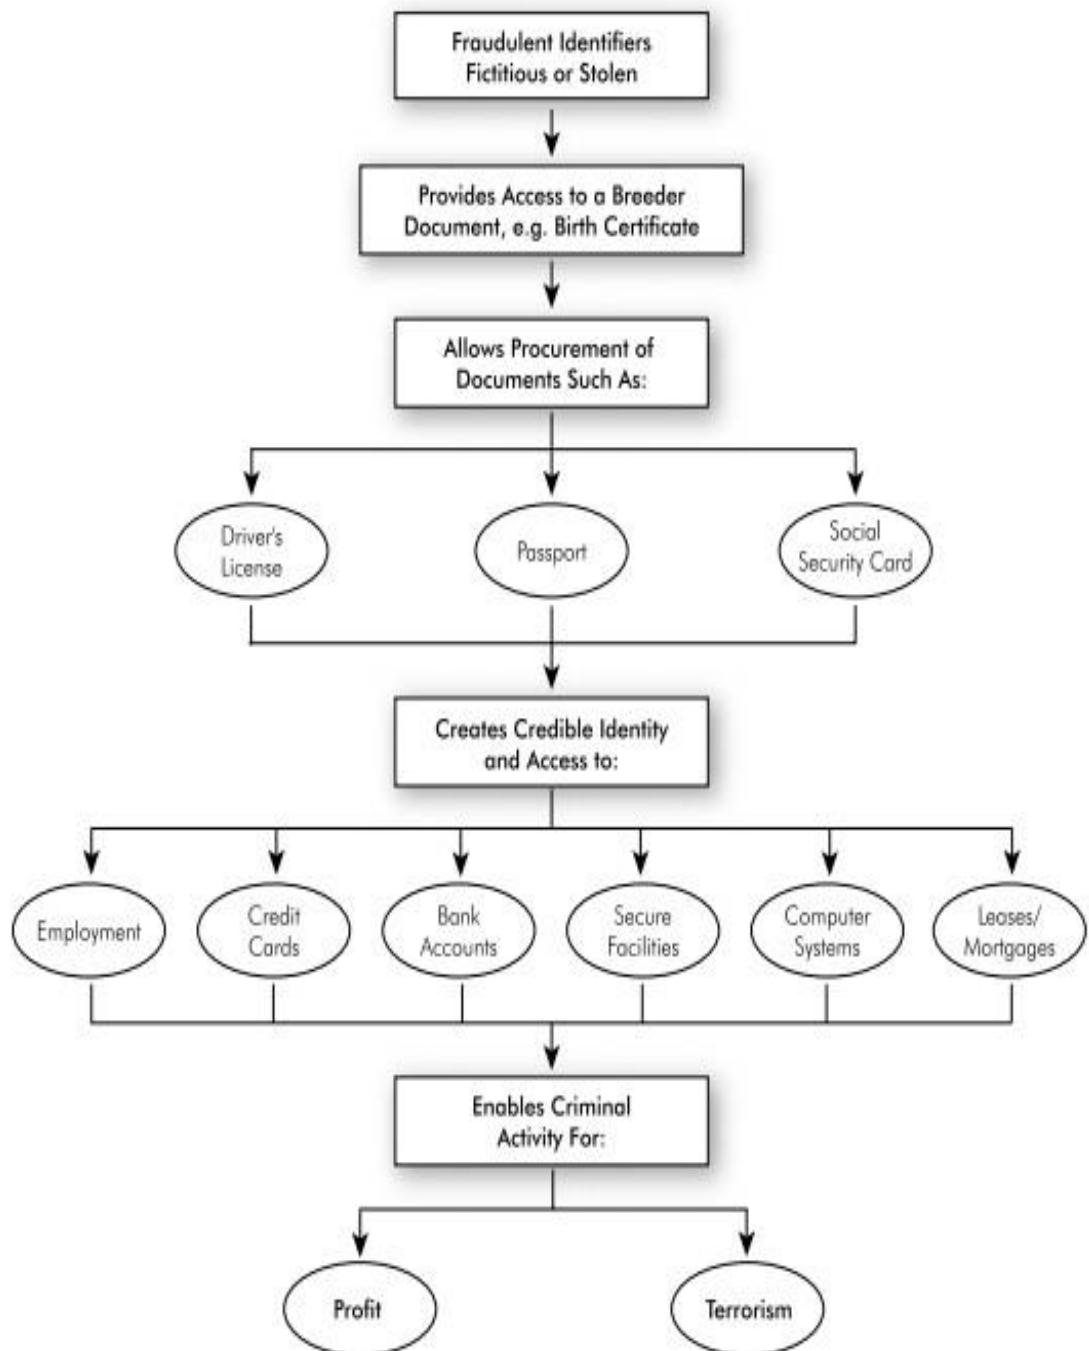 Fraudulent Identifiers
Fictitious or Stolen
Provides Access to a Breeder
Document, e.g. Birth Certificate
Allows Procurement of
Documents Such As:
Driver's
License
Passport
Social
Security Card
Creates Credible Identity
and Access to:
Employment
Credit
Cards
Bank
Accounts
Secure
Facilities
Computer
Systems
Leases/
Mortgages
Enables Criminal
Activity For:
Profit
Terrorism